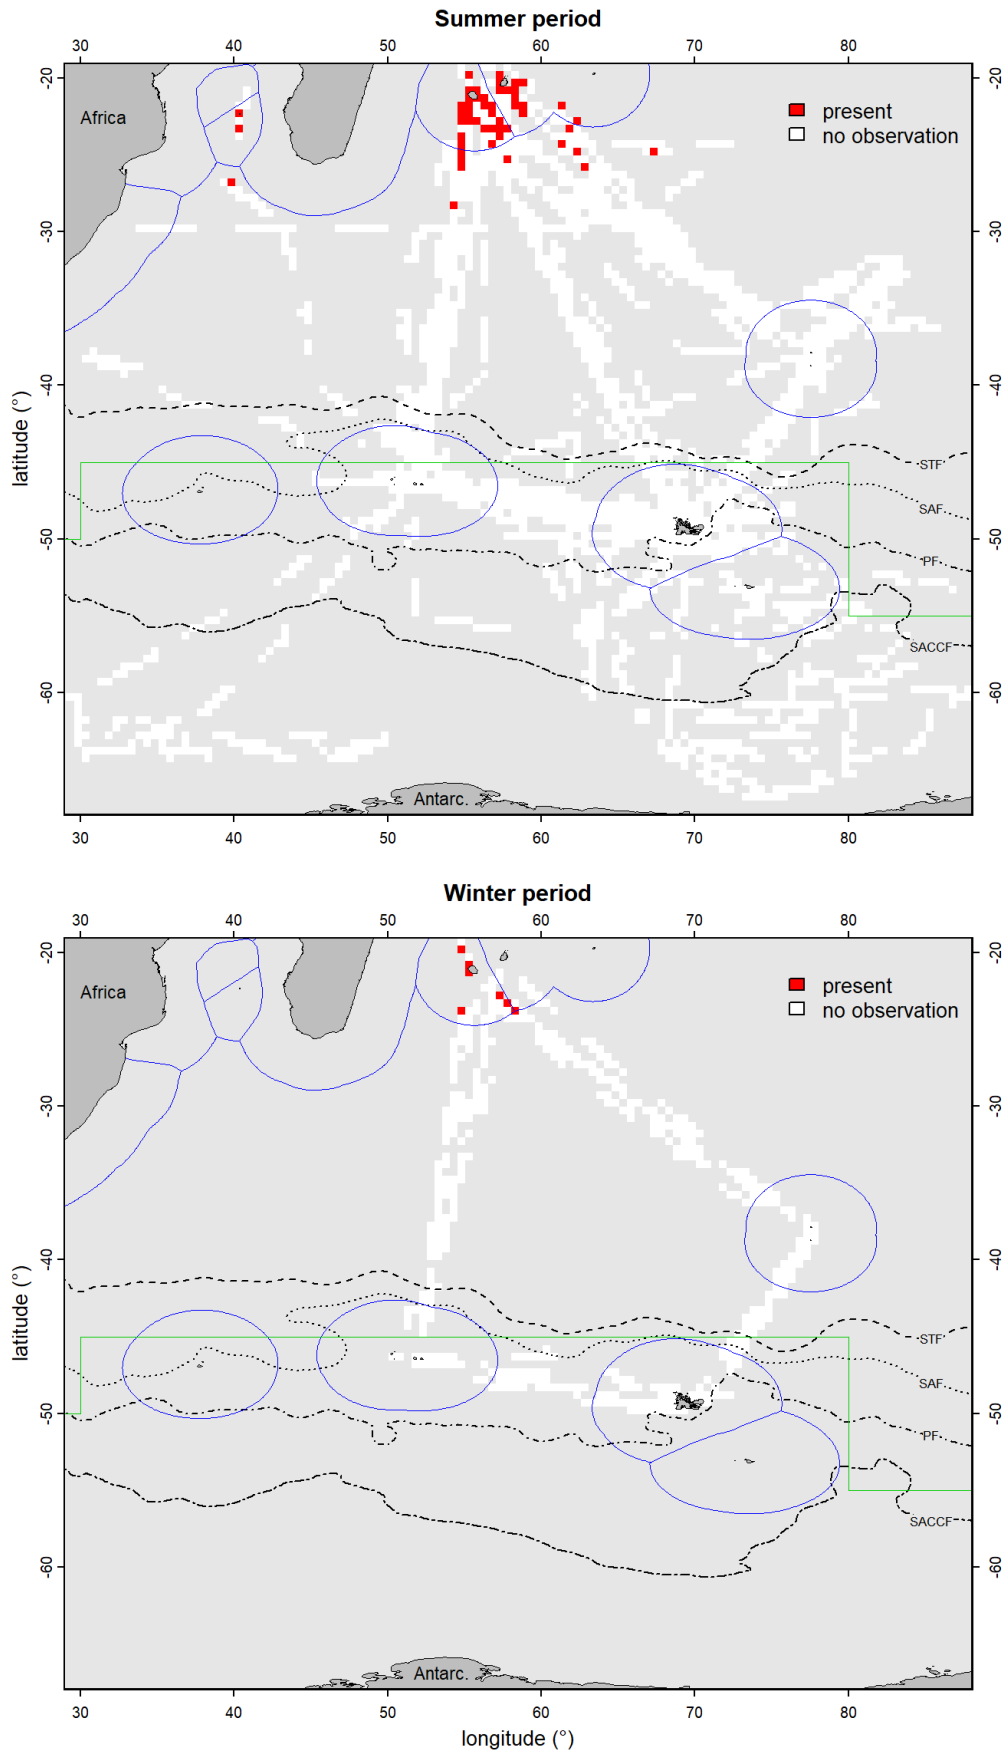 Summer period
30 40 50 60 70 80
-20 -20
Africa
present
no observation
-30 -30
-40 -40
latitude (°)
STF
SAF
-50 -50
PF
SACCF
-60 -60
Antarc.
30 40 50 60 70 80
Winter period
30 40 50 60 70 80
-20 -20
Africa
present
no observation
-30 -30
-40 -40
latitude (°)
STF
SAF
-50 -50
PF
SACCF
-60 -60
Antarc.
30 40 50 60 70 80
longitude (°)